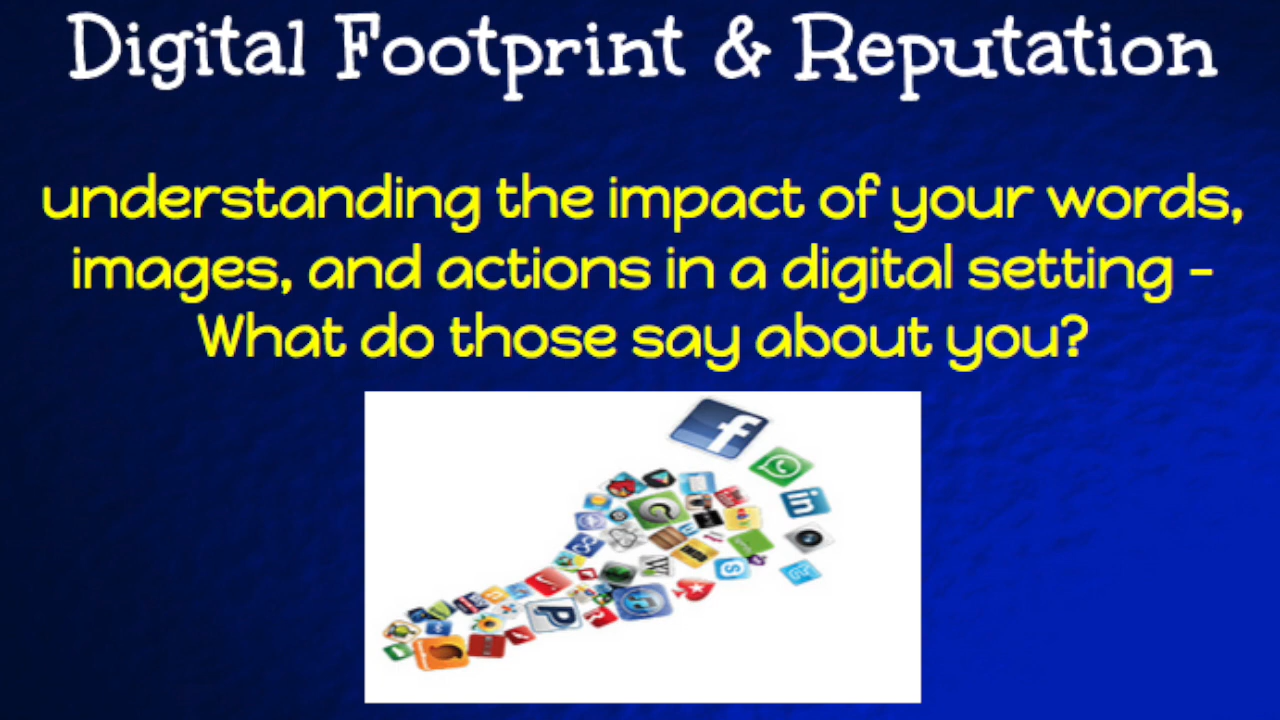 Digital Footprint & Reputation
understanding the impact of your words,
images, and actions in a digital setting -
What do those say about you?
f
in
P
W
S